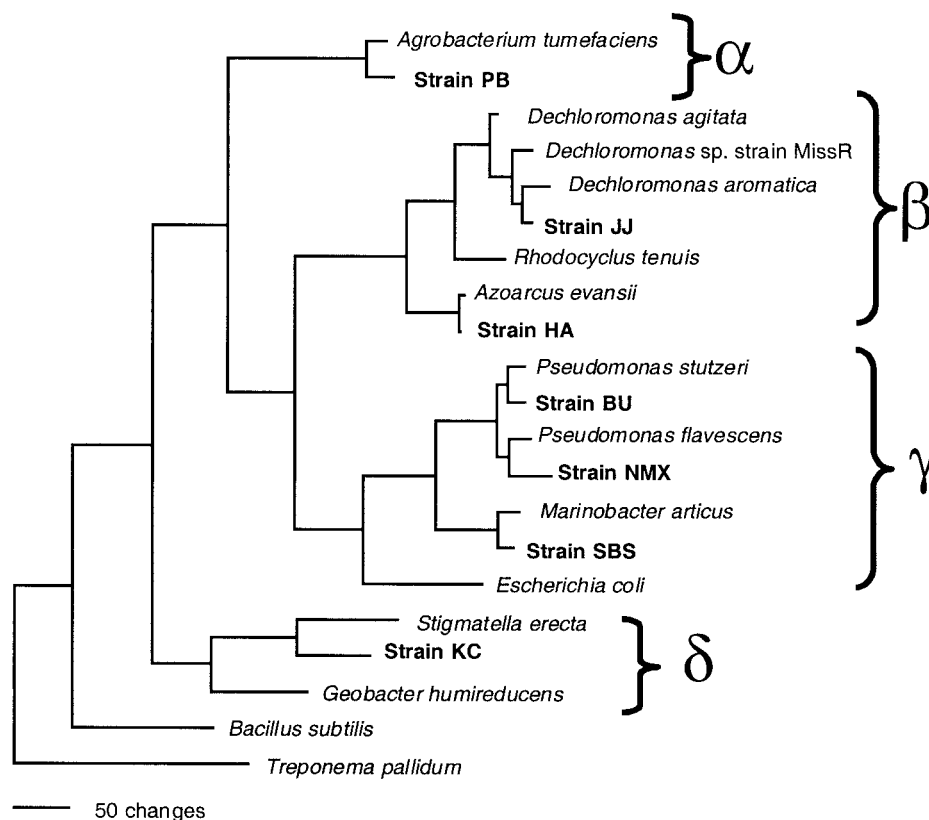 Agrobacterium tumefaciens
Strain PB
α
Dechloromonas agitata
Dechloromonas sp. strain MissR
Dechloromonas aromatica
Strain JJ
Rhodocyclus tenuis
Azoarcus evansii
Strain HA
β
Pseudomonas stutzeri
Strain BU
Pseudomonas flavescens
Strain NMX
Marinobacter articus
Strain SBS
Escherichia coli
γ
Stigmatella erecta
Strain KC
Geobacter humireducens
δ
Bacillus subtilis
Treponema pallidum
50 changes